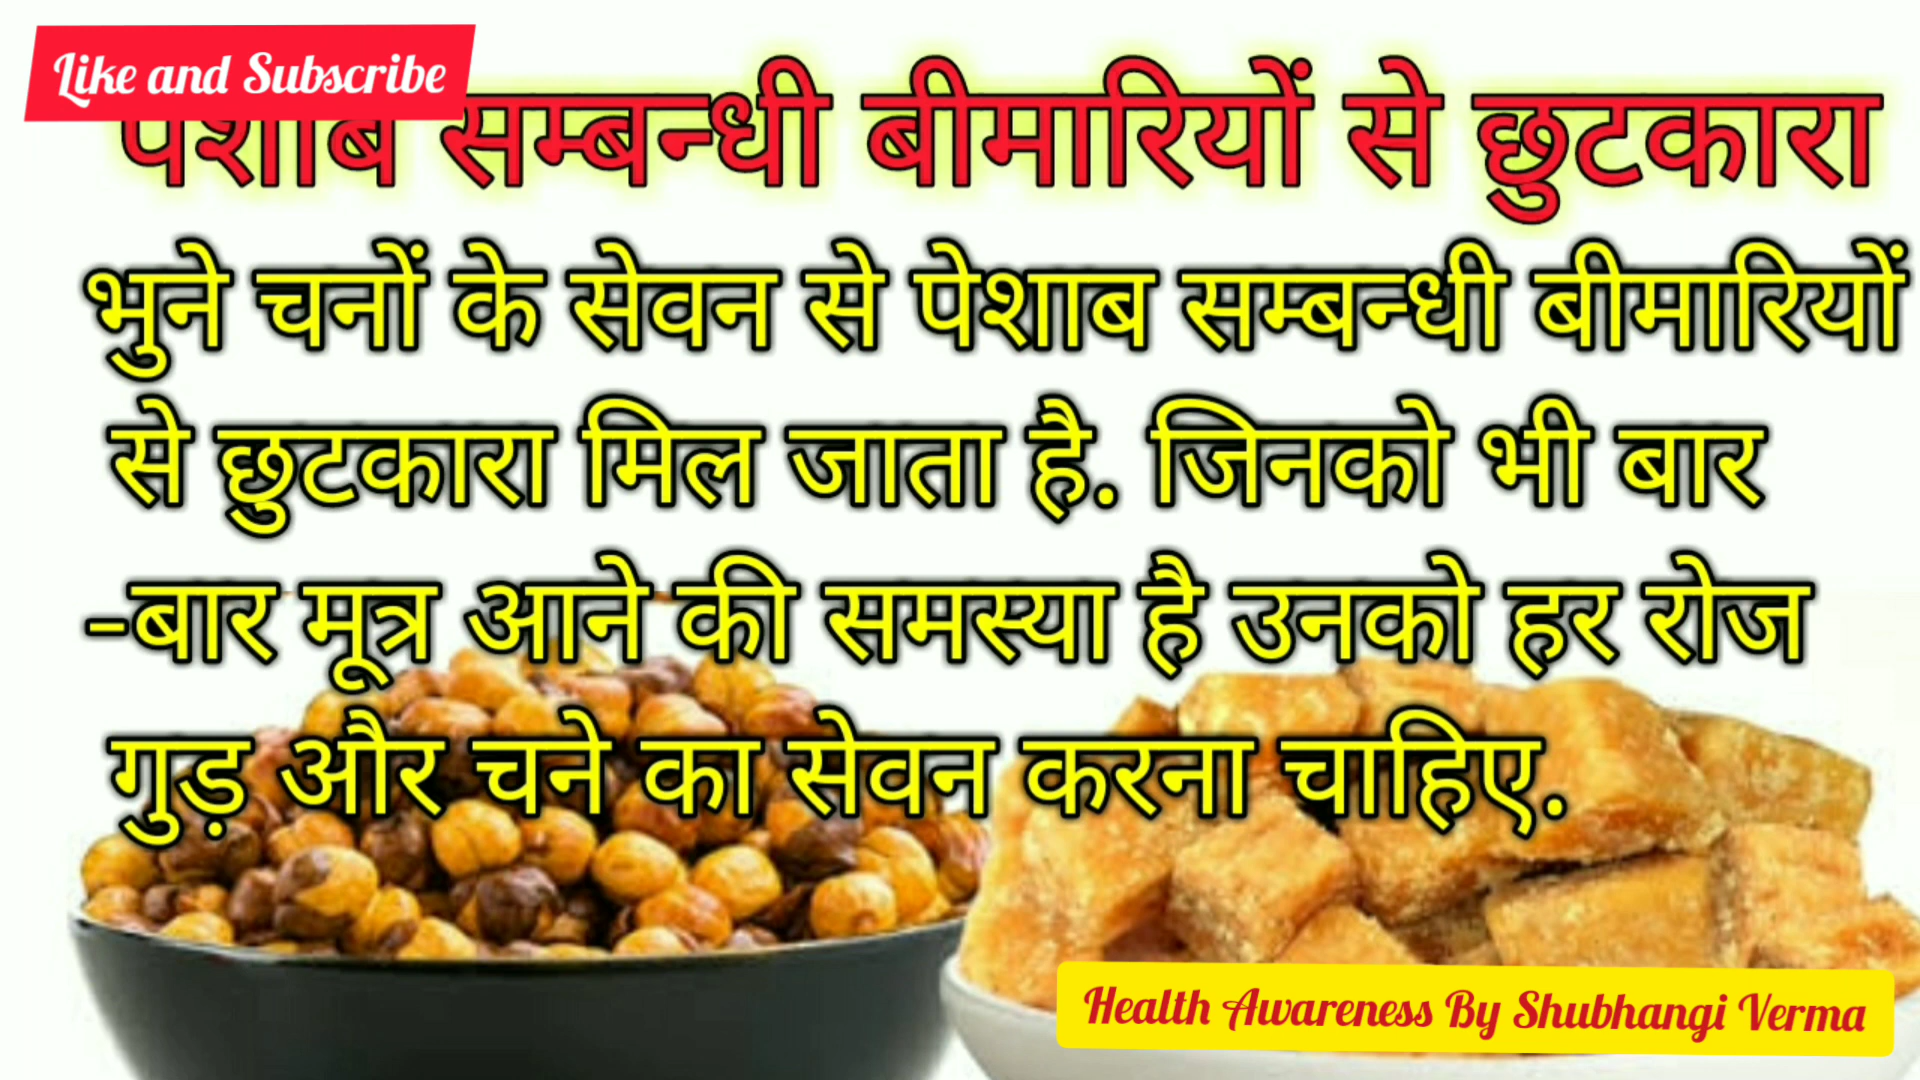 Like and Subscribe
पेशाब सम्बन्धी बीमारियों से छुटकारा
भुने चनों के सेवन से पेशाब सम्बन्धी बीमारियों
से छुटकारा मिल जाता है. जिनको भी बार
-बार मूत्र आने की समस्या है उनको हर रोज
गुड़ और चने का सेवन करना चाहिए.
Health Awareness By Shubhangi Verma